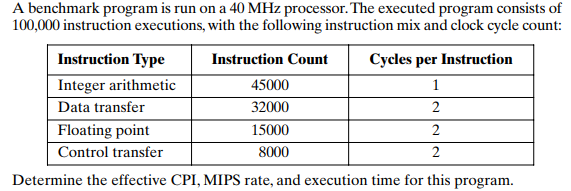 A benchmark program is run on a 40 MHz processor. The executed program consists of
100,000 instruction executions, with the following instruction mix and clock cycle count:
Instruction Type Instruction Count Cycles per Instruction
Integer arithmetic 45000 1
Data transfer 32000 2
Floating point 15000 2
Control transfer 8000 2
Determine the effective CPI, MIPS rate, and execution time for this program.